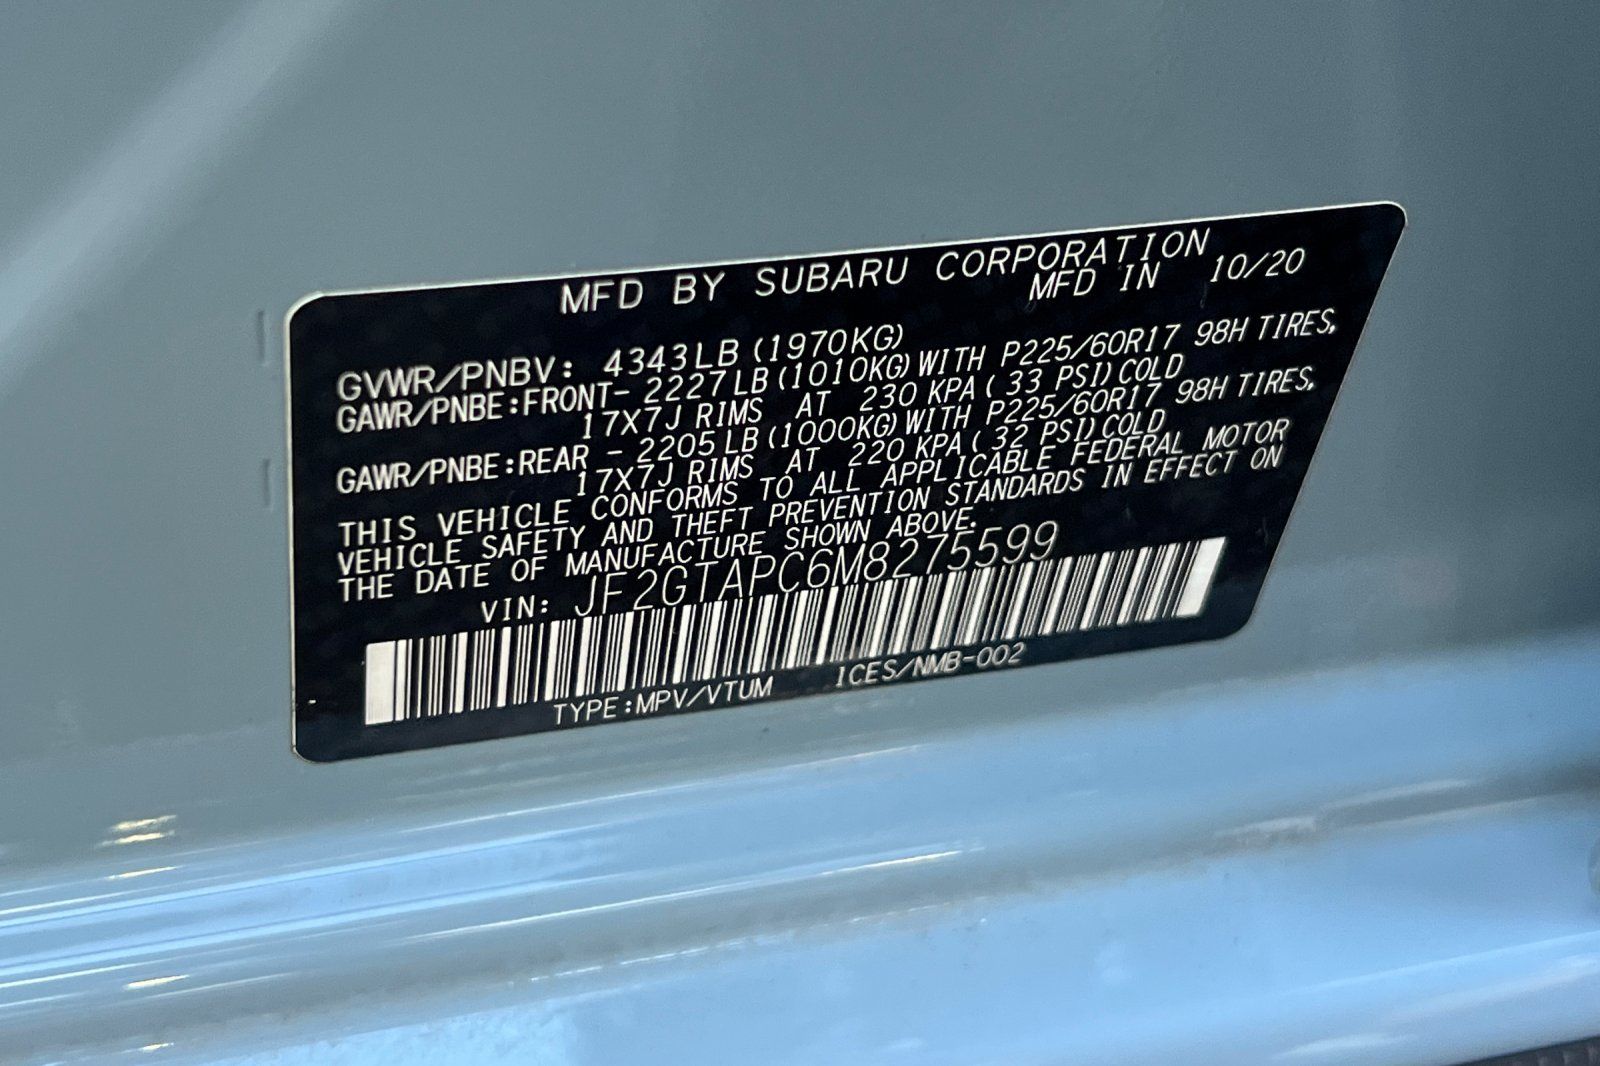 MFD BY SUBARU CORPORATION
MFD IN 10/20
GVWR/PNBV: 4343LB (1970KG)
GAWR/PNBE:FRONT- 2227LB(1010KG)WITH P225/60R17 98H TIRES,
17X7J RIMS AT 230 KPA( 33 PSI)COLD
GAWR/PNBE:REAR - 2205LB(1000KG)WITH P225/60R17 98H TIRES,
17X7J RIMS AT 220 KPA( 32 PSI)COLD
THIS VEHICLE CONFORMS TO ALL APPLICABLE FEDERAL MOTOR
VEHICLE SAFETY AND THEFT PREVENTION STANDARDS IN EFFECT ON
THE DATE OF MANUFACTURE SHOWN ABOVE.
VIN: JF2GTAPC6M8275599
TYPE:MPV/VTUM ICES/NMB-002